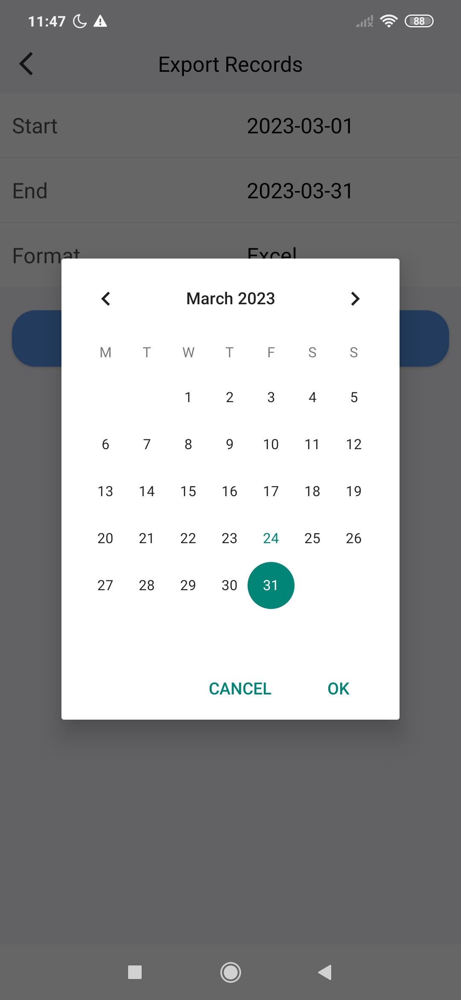 11:47 88
Export Records
Start 2023-03-01
End 2023-03-31
Format Excel
March 2023
M T W T F S S
1 2 3 4 5
6 7 8 9 10 11 12
13 14 15 16 17 18 19
20 21 22 23 24 25 26
27 28 29 30 31
CANCEL OK